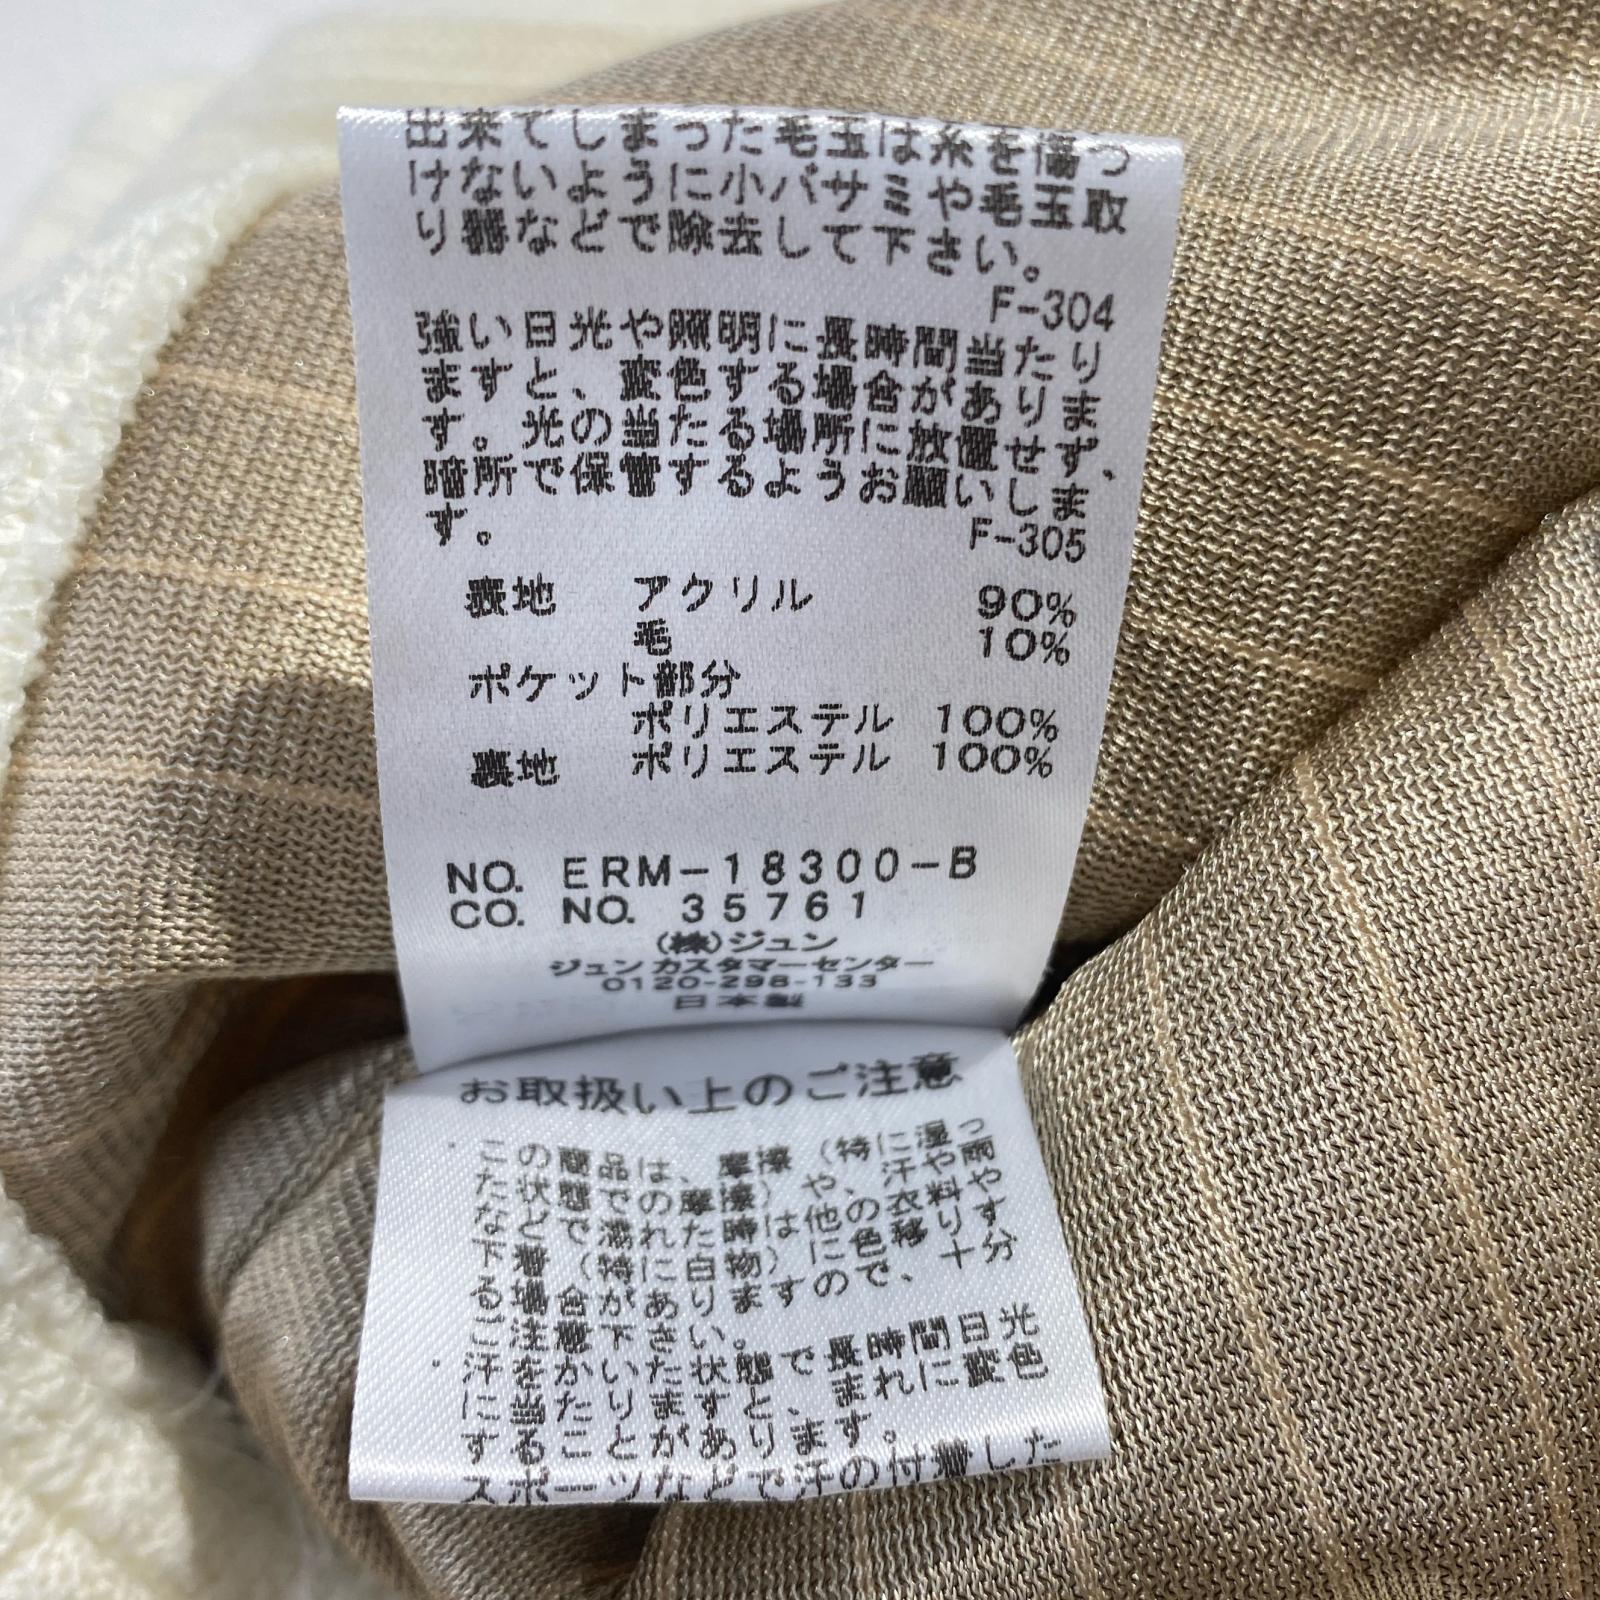 出来てしまった毛玉は糸を傷つ
けないように小バサミや毛玉取
り器などで除去して下さい。
F-304
強い日光や照明に長時間当たり
ますと、変色する場合がありま
す。光の当たる場所に放置せず、
暗所で保管するようお願いしま
す。
F-305
表地 アクリル 90%
毛 10%
ポケット部分
ポリエステル 100%
裏地 ポリエステル 100%
NO. ERM-18300-B
CO. NO. 35761
(株)ジュン
ジュンカスタマーセンター
0120-298-133
日本製
お取扱い上のご注意
・この商品は、摩擦(特に湿っ
た状態での摩擦)や、汗や雨
などで濡れた時は他の衣料や
下着(特に白物)に色移りす
る場合がありますので、十分
ご注意下さい。
・汗をかいた状態で長時間日光
に当たりますと、まれに変色
することがあります。
スポーツなどで汗の付着した